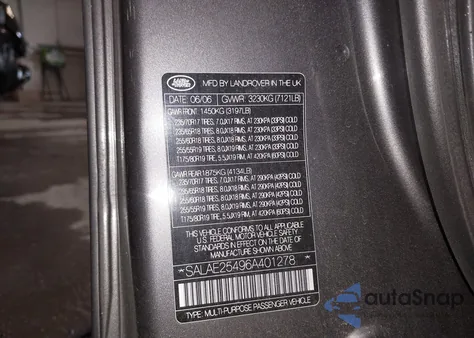 LAND ROVER
MFD BY LANDROVER IN THE UK
DATE: 06/06 GVWR 3230KG (7121LB)
GAWR FRONT 1450KG (3197LB)
235/70R17 TIRES, 7.0JX17 RIMS, AT 230KPA (33PSI) COLD
235/65R18 TIRES, 8.0JX18 RIMS, AT 230KPA (33PSI) COLD
255/60R18 TIRES, 8.0JX18 RIMS, AT 230KPA (33PSI) COLD
255/55R19 TIRES, 8.0JX19 RIMS, AT 230KPA (33PSI) COLD
T175/80R19 TIRE, 5.5JX19 RIM, AT 420KPA (60PSI) COLD
GAWR REAR 1875KG (4134LB)
235/70R17 TIRES, 7.0JX17 RIMS, AT 290KPA (42PSI) COLD
235/65R18 TIRES, 8.0JX18 RIMS, AT 290KPA (42PSI) COLD
255/60R18 TIRES, 8.0JX18 RIMS, AT 290KPA (42PSI) COLD
255/55R19 TIRES, 8.0JX19 RIMS, AT 290KPA (42PSI) COLD
T175/80R19 TIRE, 5.5JX19 RIM, AT 420KPA (60PSI) COLD
THIS VEHICLE CONFORMS TO ALL APPLICABLE
U.S. FEDERAL MOTOR VEHICLE SAFETY
STANDARDS IN EFFECT ON THE DATE OF
MANUFACTURE SHOWN ABOVE
*SALAE25496A401278*
TYPE: MULTI-PURPOSE PASSENGER VEHICLE
autoSnap